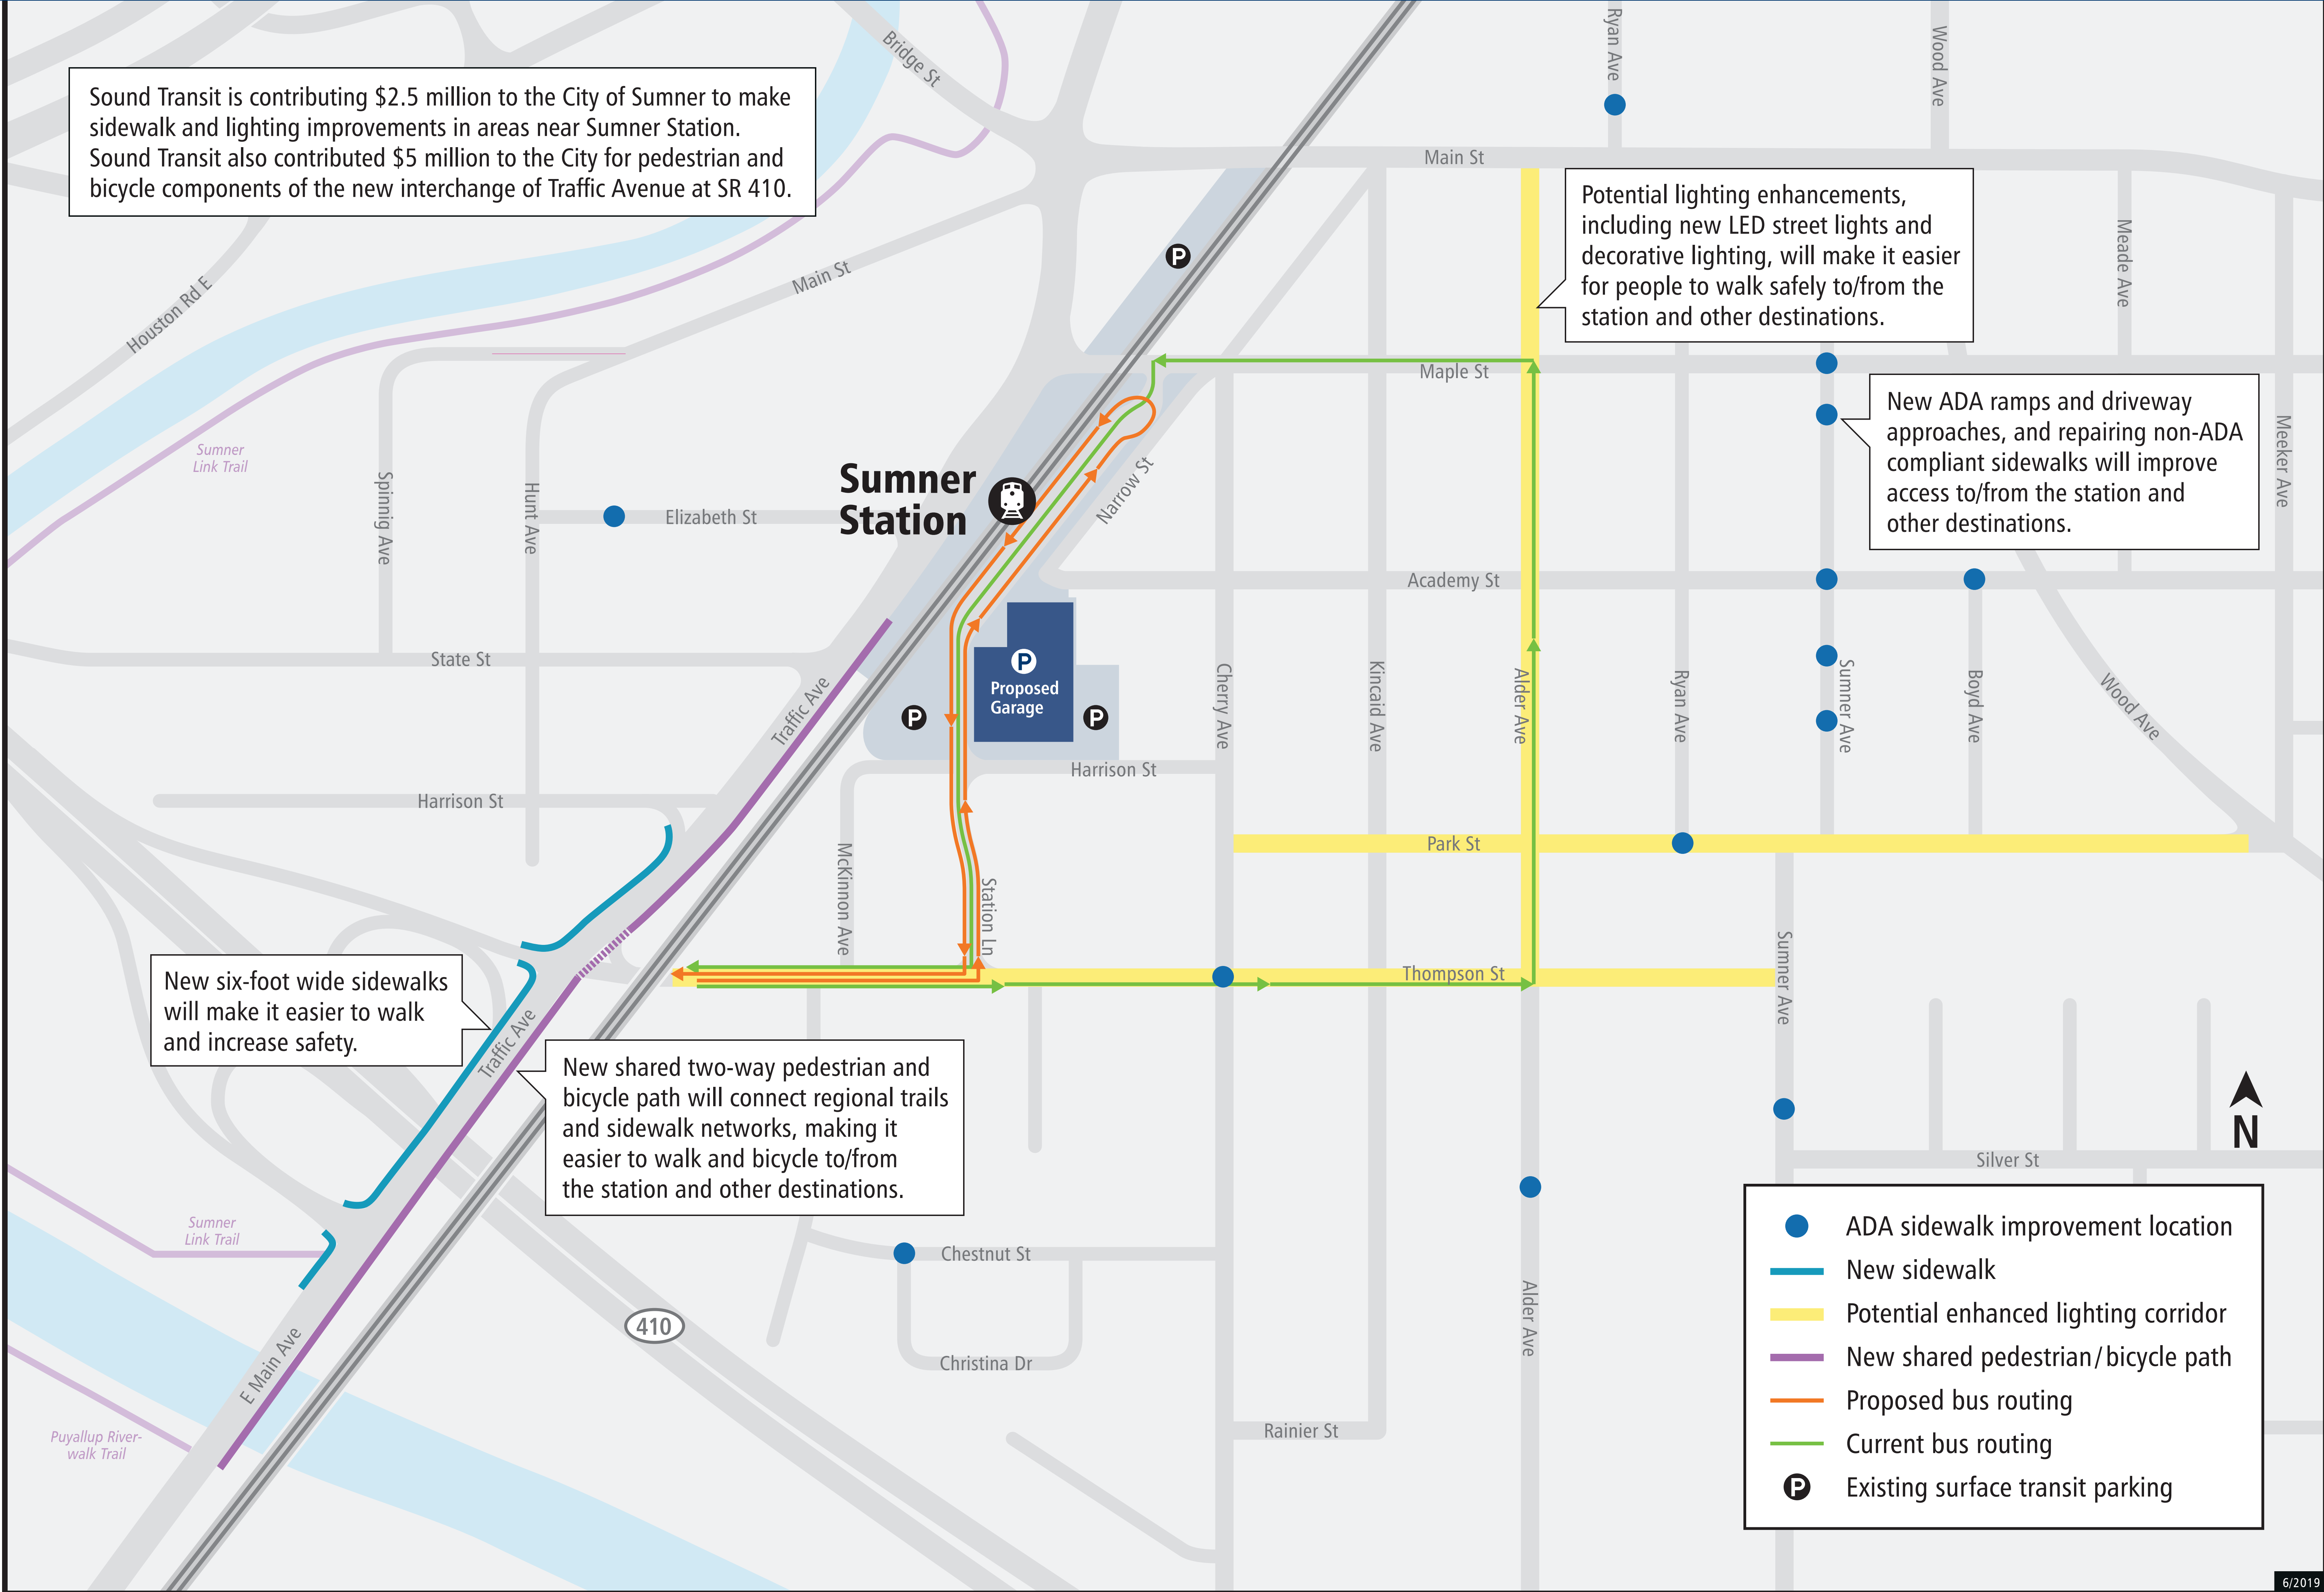 Sound Transit is contributing $2.5 million to the City of Sumner to make
sidewalk and lighting improvements in areas near Sumner Station.
Sound Transit also contributed $5 million to the City for pedestrian and
bicycle components of the new interchange of Traffic Avenue at SR 410.
Bridge St
Ryan Ave
Wood Ave
Main St
Potential lighting enhancements,
including new LED street lights and
decorative lighting, will make it easier
for people to walk safely to/from the
station and other destinations.
Meade Ave
P
Main St
Houston Rd E
Maple St
New ADA ramps and driveway
approaches, and repairing non-ADA
compliant sidewalks will improve
access to/from the station and
other destinations.
Meeker Ave
Sumner
Link Trail
Spinnig Ave
Hunt Ave
Elizabeth St
Sumner
Station
Narrow St
Academy St
State St
Traffic Ave
P
Proposed
Garage
P
P
Cherry Ave
Kincaid Ave
Alder Ave
Ryan Ave
Sumner Ave
Boyd Ave
Wood Ave
Harrison St
Harrison St
Park St
McKinnon Ave
Station Ln
Thompson St
Sumner Ave
New six-foot wide sidewalks
will make it easier to walk
and increase safety.
Traffic Ave
New shared two-way pedestrian and
bicycle path will connect regional trails
and sidewalk networks, making it
easier to walk and bicycle to/from
the station and other destinations.
N
Silver St
Sumner
Link Trail
Chestnut St
Alder Ave
410
Christina Dr
E Main Ave
Puyallup River-
walk Trail
Rainier St
ADA sidewalk improvement location
New sidewalk
Potential enhanced lighting corridor
New shared pedestrian/bicycle path
Proposed bus routing
Current bus routing
P Existing surface transit parking
6/2019